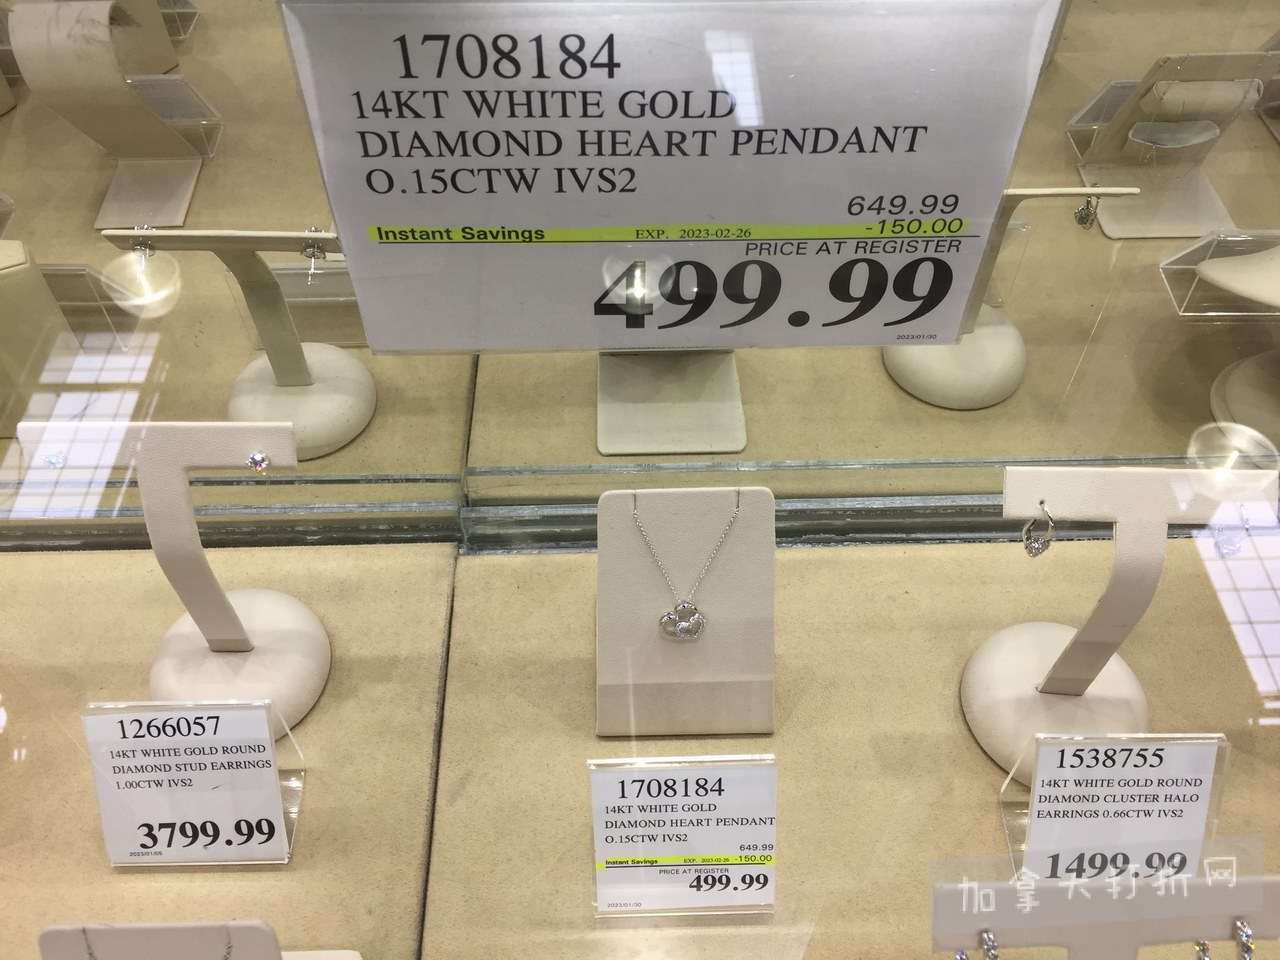 1708184
14KT WHITE GOLD
DIAMOND HEART PENDANT
O.15CTW IVS2
649.99
Instant Savings EXP. 2023-02-26 -150.00
PRICE AT REGISTER
499.99
2023/01/30
1266057
14KT WHITE GOLD ROUND
DIAMOND STUD EARRINGS
1.00CTW IVS2
3799.99
2023/01/05
1708184
14KT WHITE GOLD
DIAMOND HEART PENDANT
O.15CTW IVS2
649.99
Instant Savings EXP. 2023-02-26 -150.00
PRICE AT REGISTER
499.99
2023/01/30
1538755
14KT WHITE GOLD ROUND
DIAMOND CLUSTER HALO
EARRINGS 0.66CTW IVS2
1499.99
加拿大打折网